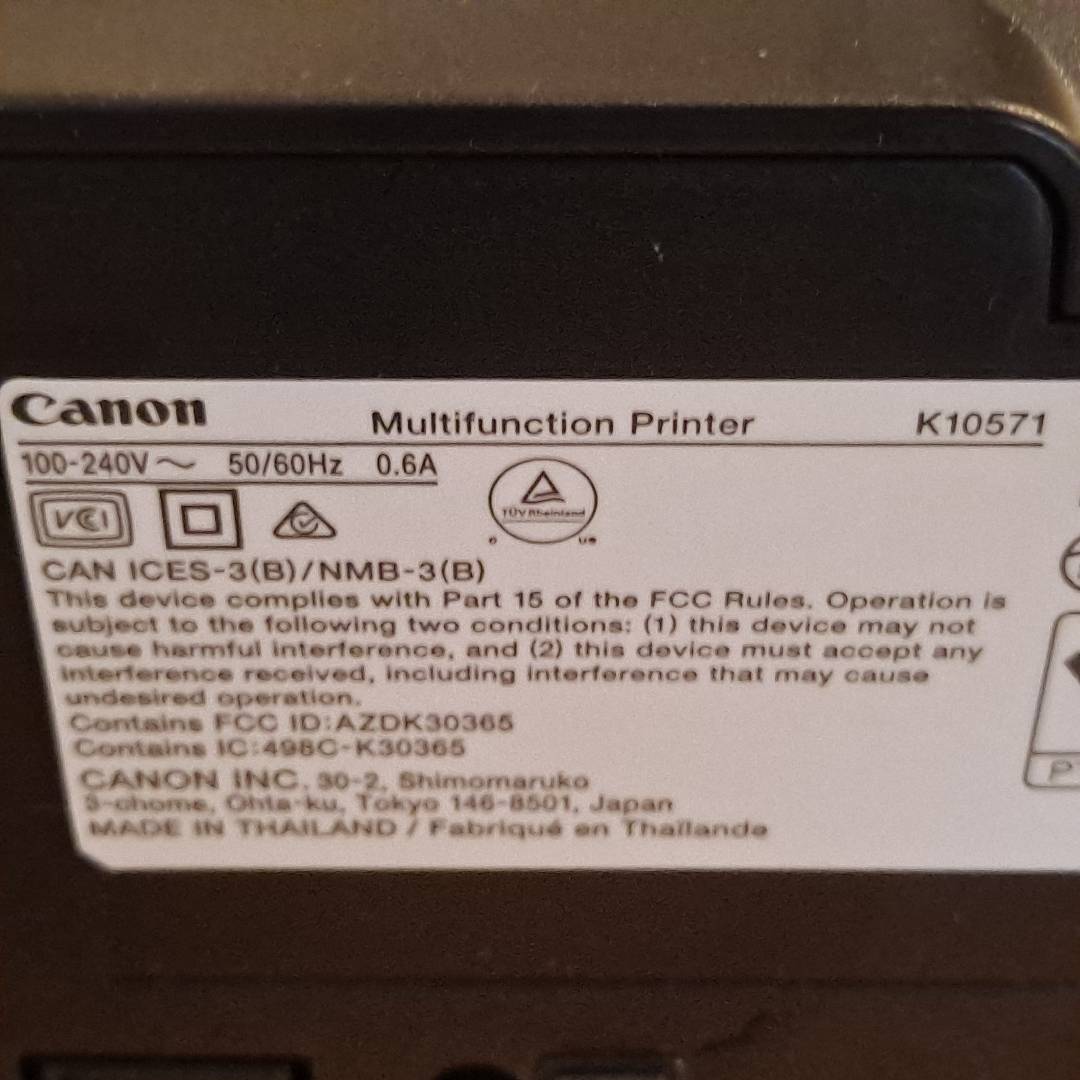 Canon Multifunction Printer K10571
100-240V～ 50/60Hz 0.6A
VCI
TÜV Rheinland
c us
CAN ICES-3(B)/NMB-3(B)
This device complies with Part 15 of the FCC Rules. Operation is
subject to the following two conditions: (1) this device may not
cause harmful interference, and (2) this device must accept any
interference received, including interference that may cause
undesired operation.
Contains FCC ID:AZDK30365
Contains IC:498C-K30365
CANON INC. 30-2, Shimomaruko
3-chome, Ohta-ku, Tokyo 146-8501, Japan
MADE IN THAILAND / Fabriqué en Thaïlande